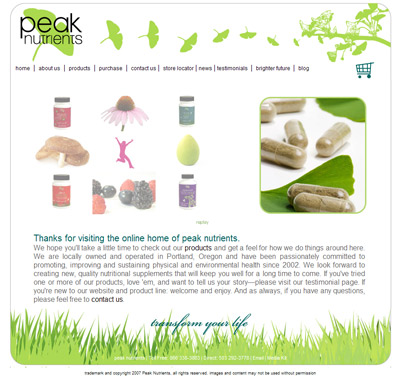 peak
nutrients
home | about us | products | purchase | contact us | store locator | news | testimonials | brighter future | blog
replay
Thanks for visiting the online home of peak nutrients.
We hope you'll take a little time to check out our products and get a feel for how we do things around here.
We are locally owned and operated in Portland, Oregon and have been passionately committed to
promoting, improving and sustaining physical and environmental health since 2002. We look forward to
creating new, quality nutritional supplements that will keep you well for a long time to come. If you've tried
one or more of our products, love 'em, and want to tell us your story—please visit our testimonial page. If
you're new to our website and product line: welcome and enjoy. And as always, if you have any questions,
please feel free to contact us.
transform your life
peak nutrients | Email | Media Kit
trademark and copyright 2007 Peak Nutrients, all rights reserved. images and content may not be used without permission